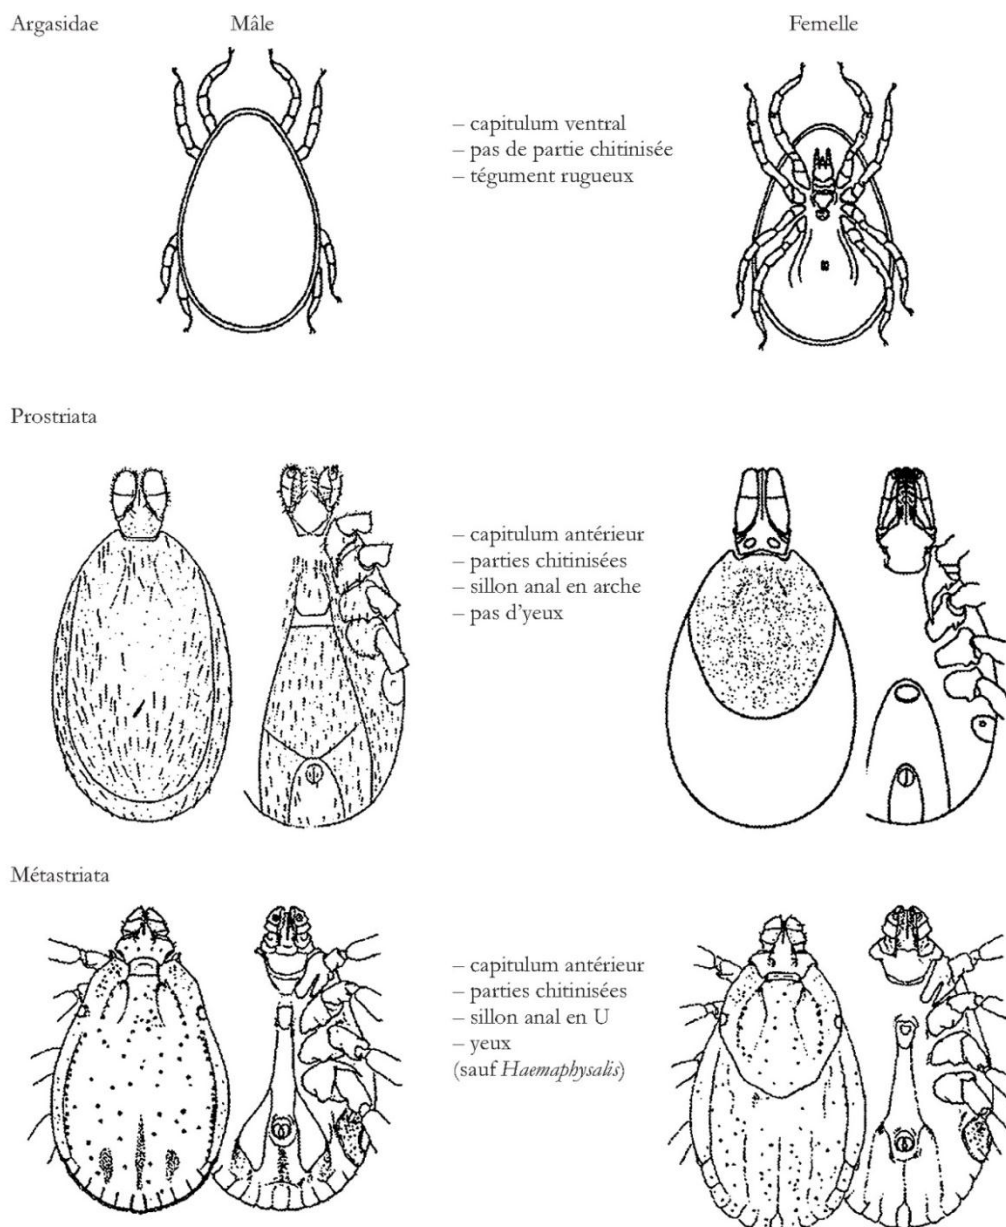 Argasidae
Mâle
Femelle
– capitulum ventral
– pas de partie chitinisée
– tégument rugueux
Prostriata
– capitulum antérieur
– parties chitinisées
– sillon anal en arche
– pas d’yeux
Métastriata
– capitulum antérieur
– parties chitinisées
– sillon anal en U
– yeux
(sauf Haemaphysalis)